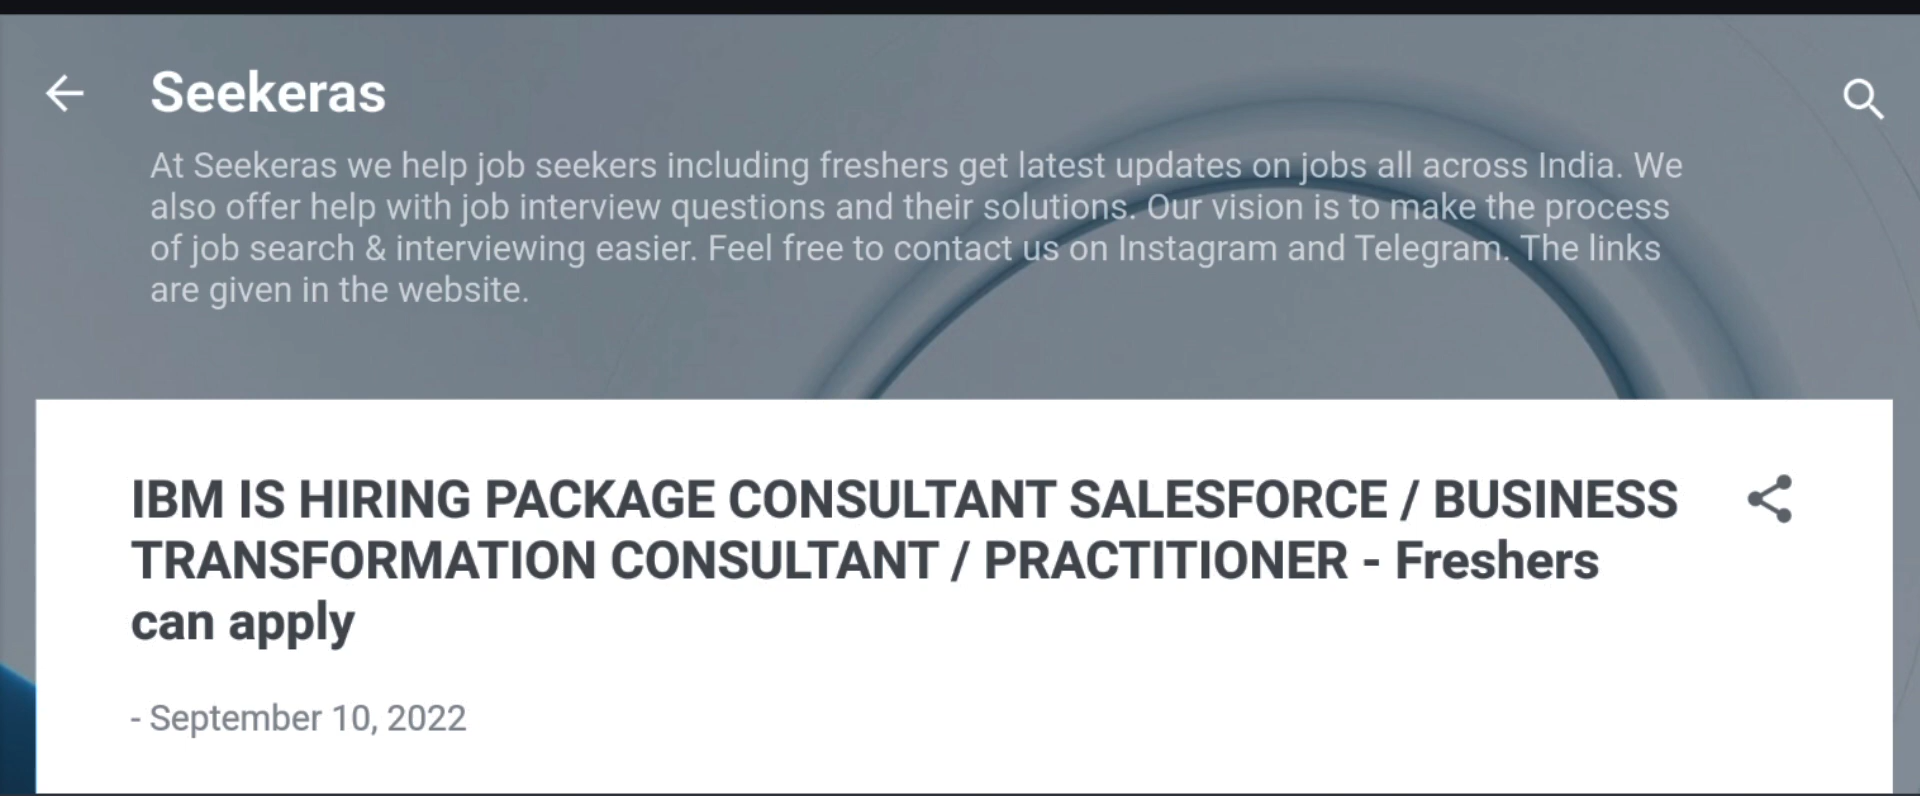 Seekeras
At Seekeras we help job seekers including freshers get latest updates on jobs all across India. We
also offer help with job interview questions and their solutions. Our vision is to make the process
of job search & interviewing easier. Feel free to contact us on Instagram and Telegram. The links
are given in the website.
IBM IS HIRING PACKAGE CONSULTANT SALESFORCE / BUSINESS
TRANSFORMATION CONSULTANT / PRACTITIONER - Freshers
can apply
- September 10, 2022